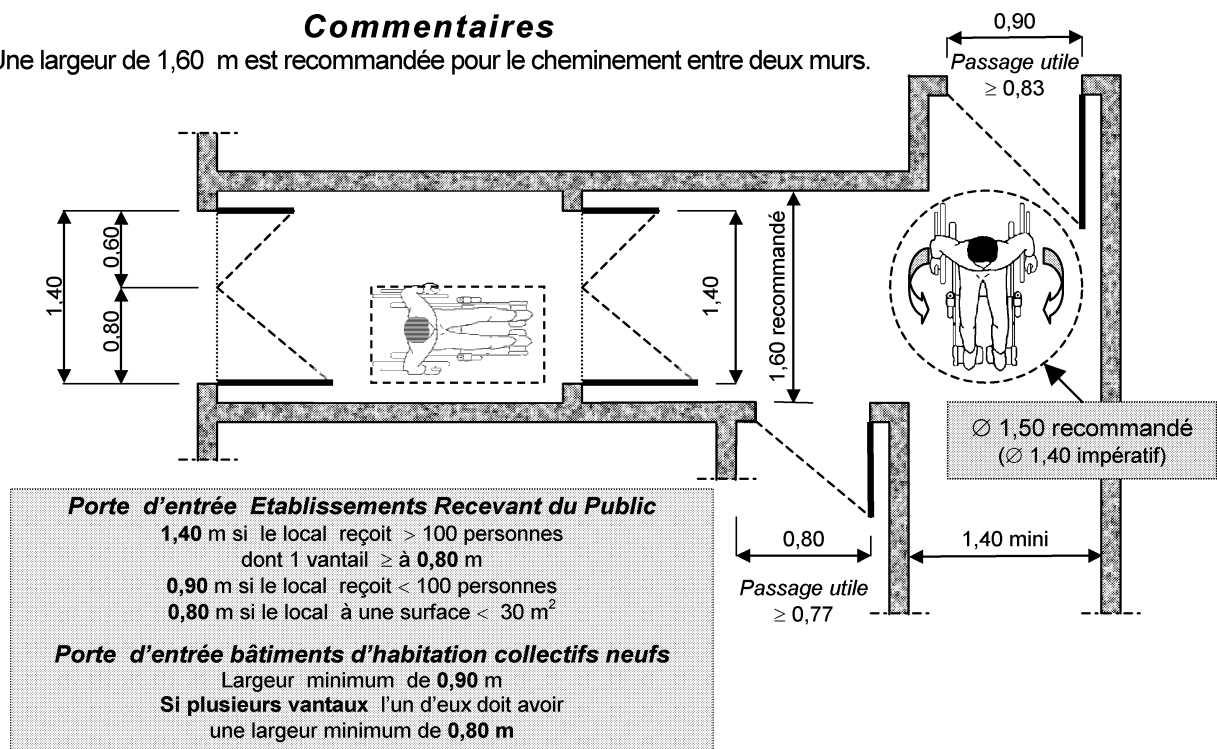 Commentaires
Une largeur de 1,60 m est recommandée pour le cheminement entre deux murs.
0,90
Passage utile
≥ 0,83
1,40
0,60
0,80
1,40
1,60 recommandé
∅ 1,50 recommandé
(∅ 1,40 impératif)
0,80
Passage utile
≥ 0,77
1,40 mini
Porte d'entrée Etablissements Recevant du Public
1,40 m si le local reçoit > 100 personnes
dont 1 vantail ≥ à 0,80 m
0,90 m si le local reçoit < 100 personnes
0,80 m si le local à une surface < 30 m²
Porte d'entrée bâtiments d'habitation collectifs neufs
Largeur minimum de 0,90 m
Si plusieurs vantaux l'un d'eux doit avoir
une largeur minimum de 0,80 m